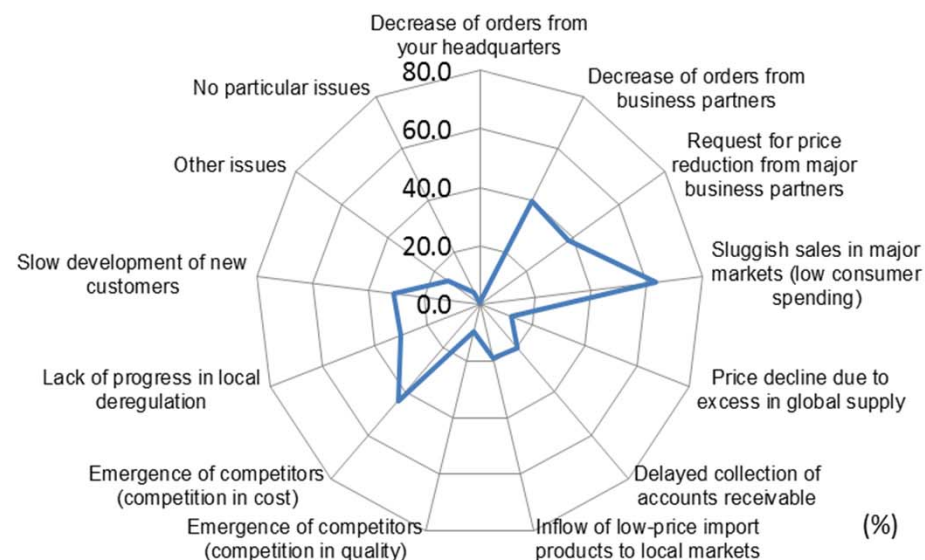 Decrease of orders from
your headquarters
80.0
60.0
40.0
20.0
0.0
Decrease of orders from
business partners
Request for price
reduction from major
business partners
Sluggish sales in major
markets (low consumer
spending)
Price decline due to
excess in global supply
Delayed collection of
accounts receivable
Inflow of low-price import
products to local markets
Emergence of competitors
(competition in quality)
Emergence of competitors
(competition in cost)
Lack of progress in local
deregulation
Slow development of new
customers
Other issues
No particular issues
(%)